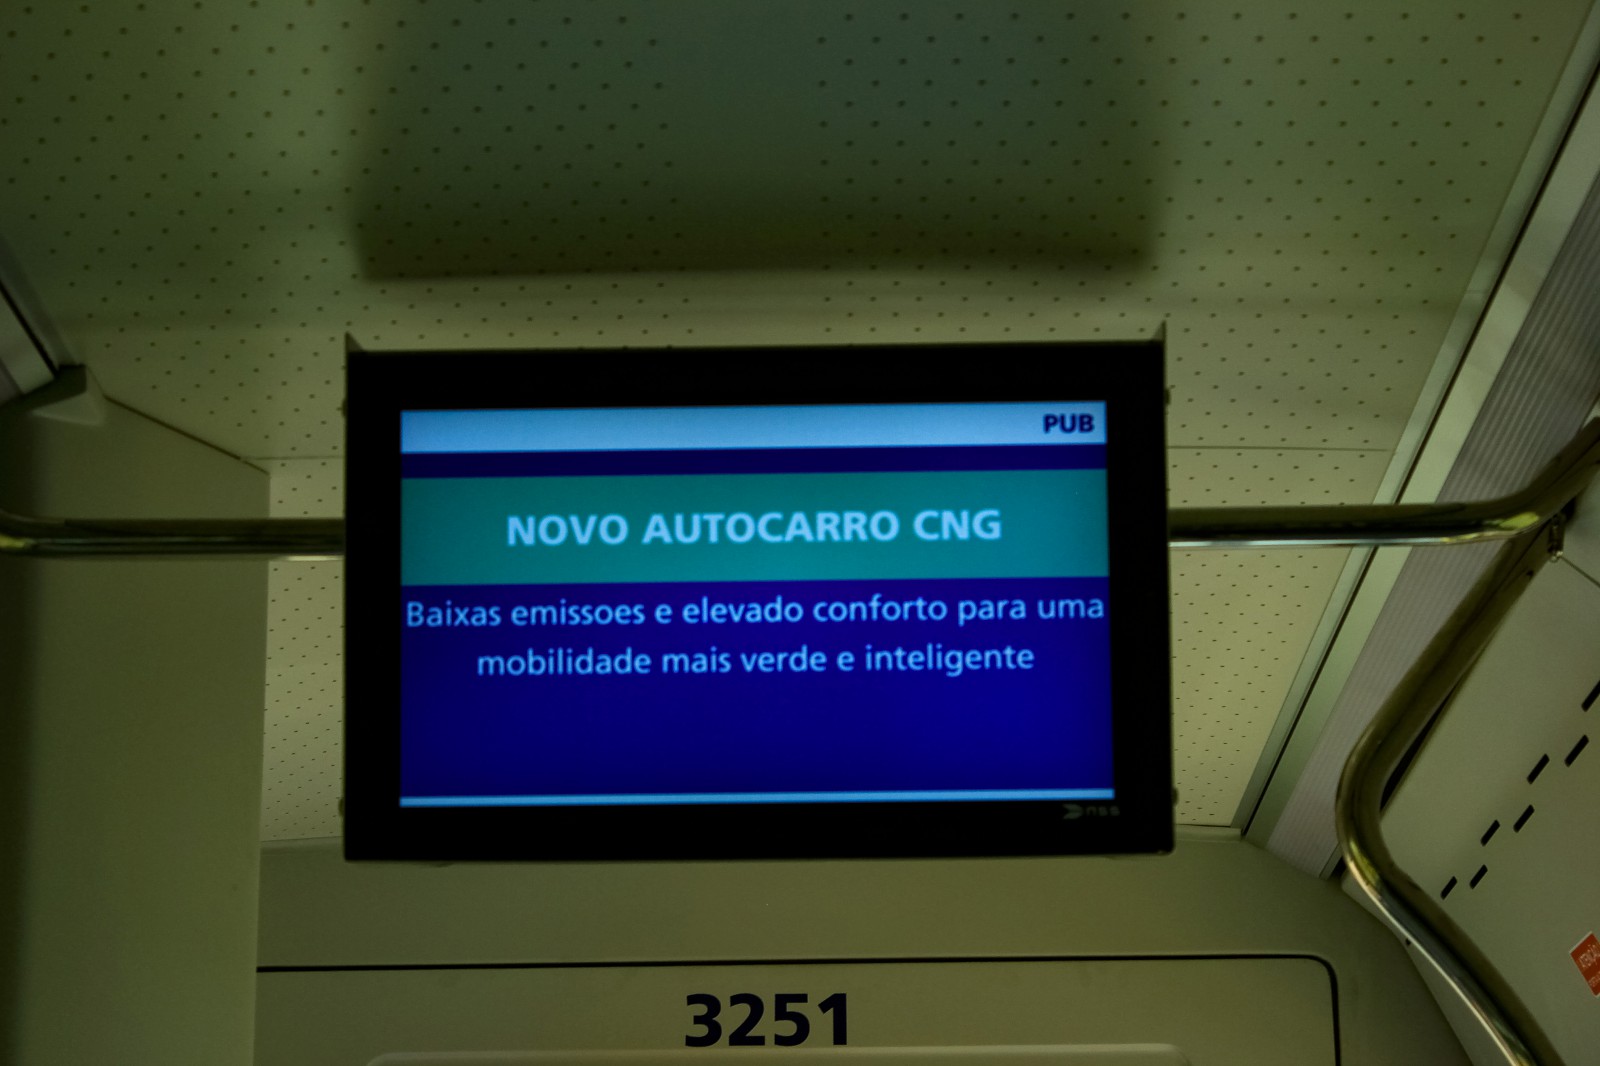 PUB
NOVO AUTOCARRO CNG
Baixas emissoes e elevado conforto para uma
mobilidade mais verde e inteligente
3251